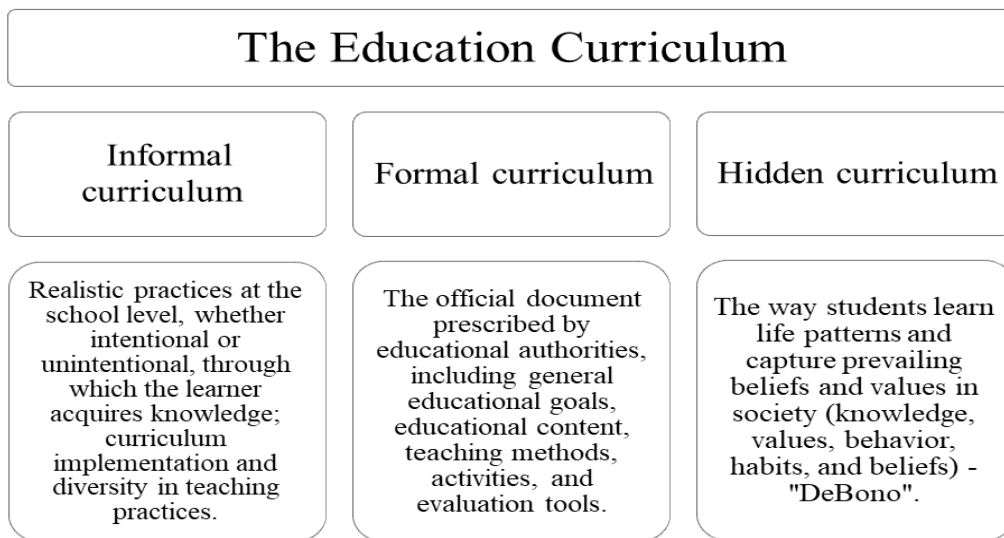 The Education Curriculum
Informal
curriculum
Formal curriculum
Hidden curriculum
Realistic practices at the
school level, whether
intentional or
unintentional, through
which the learner
acquires knowledge;
curriculum
implementation and
diversity in teaching
practices.
The official document
prescribed by
educational authorities,
including general
educational goals,
educational content,
teaching methods,
activities, and
evaluation tools.
The way students learn
life patterns and
capture prevailing
beliefs and values in
society (knowledge,
values, behavior,
habits, and beliefs) -
"DeBono".